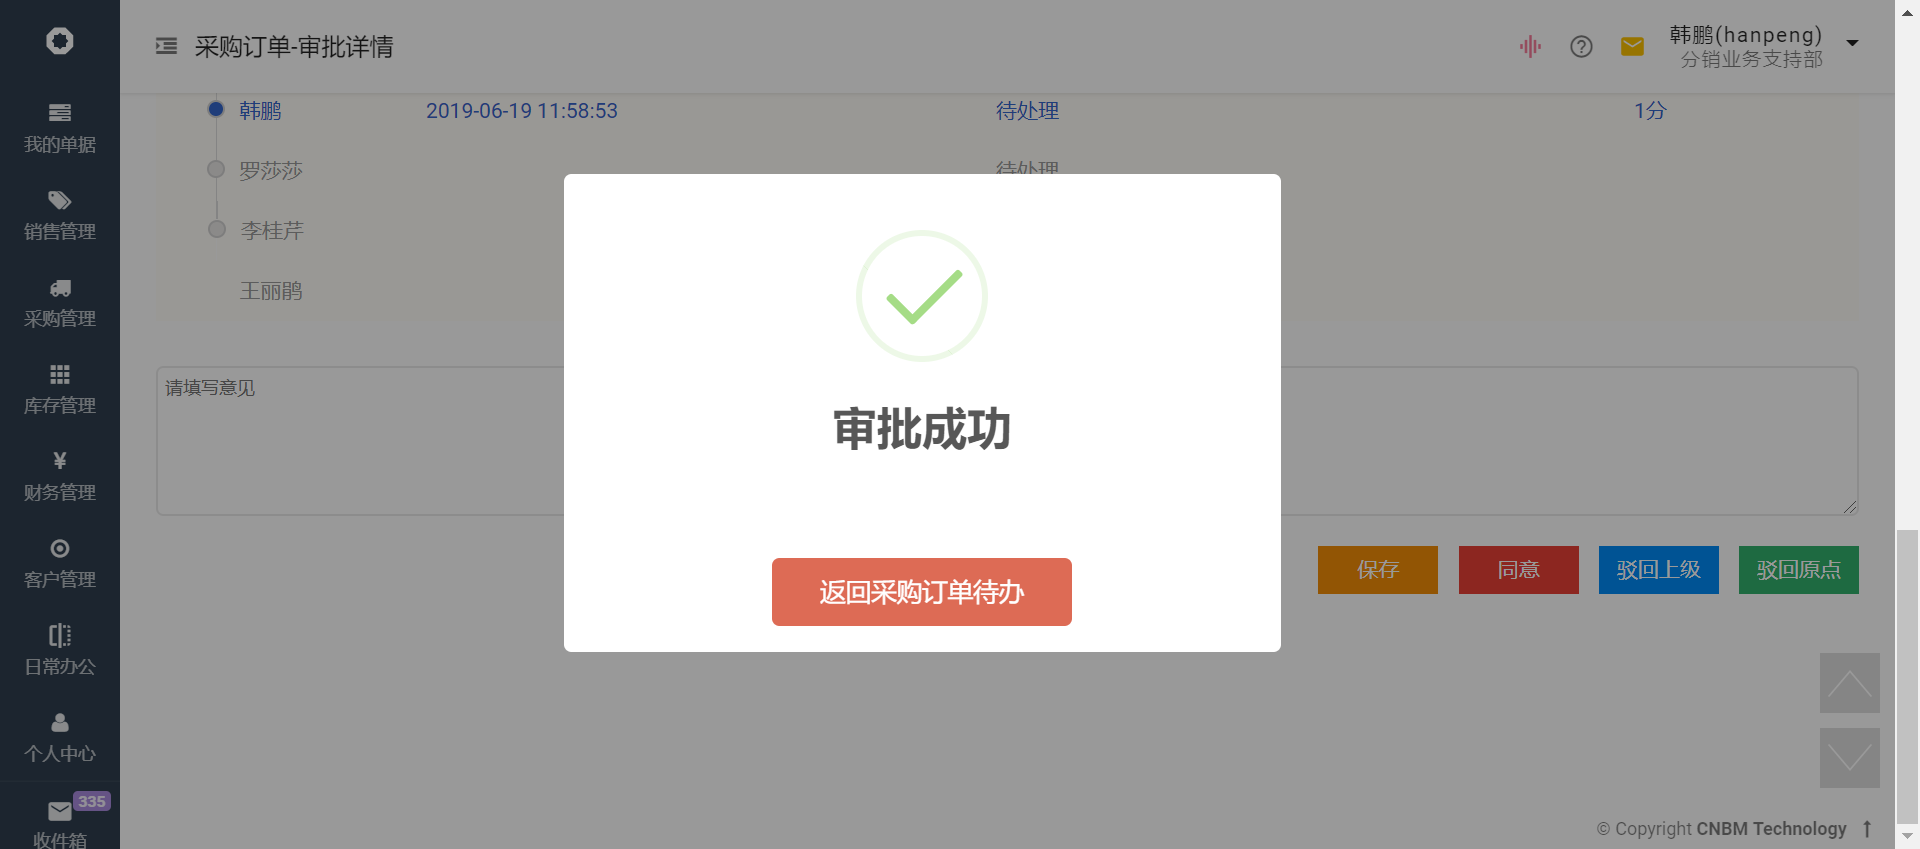 采购订单-审批详情
韩鹏(hanpeng)
分销业务支持部
我的单据
销售管理
采购管理
库存管理
¥
财务管理
客户管理
日常办公
个人中心
335
收件箱
韩鹏 2019-06-19 11:58:53 待处理 1分
罗莎莎 待处理
李桂芹
王丽鹃
请填写意见
审批成功
返回采购订单待办
保存 同意 驳回上级 驳回原点
© Copyright CNBM Technology